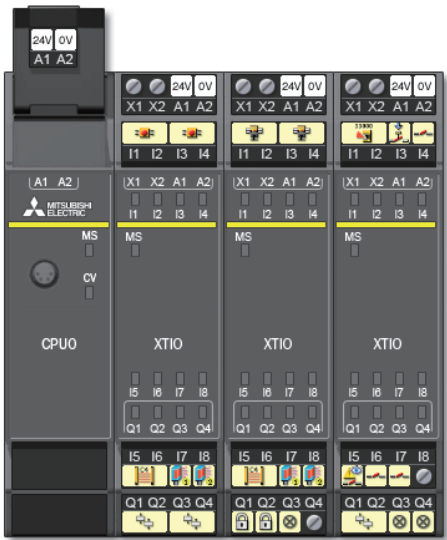 24V 0V
A1 A2
24V 0V
X1 X2 A1 A2
I1 I2 I3 I4
24V 0V
X1 X2 A1 A2
I1 I2 I3 I4
24V 0V
X1 X2 A1 A2
I1 I2 I3 I4
A1 A2
MITSUBISHI
ELECTRIC
MS
CV
CPU0
X1 X2 A1 A2
I1 I2 I3 I4
MS
XTIO
I5 I6 I7 I8
Q1 Q2 Q3 Q4
X1 X2 A1 A2
I1 I2 I3 I4
MS
XTIO
I5 I6 I7 I8
Q1 Q2 Q3 Q4
X1 X2 A1 A2
I1 I2 I3 I4
MS
XTIO
I5 I6 I7 I8
Q1 Q2 Q3 Q4
I5 I6 I7 I8
1 2
Q1 Q2 Q3 Q4
I5 I6 I7 I8
1 2
Q1 Q2 Q3 Q4
I5 I6 I7 I8
Q1 Q2 Q3 Q4